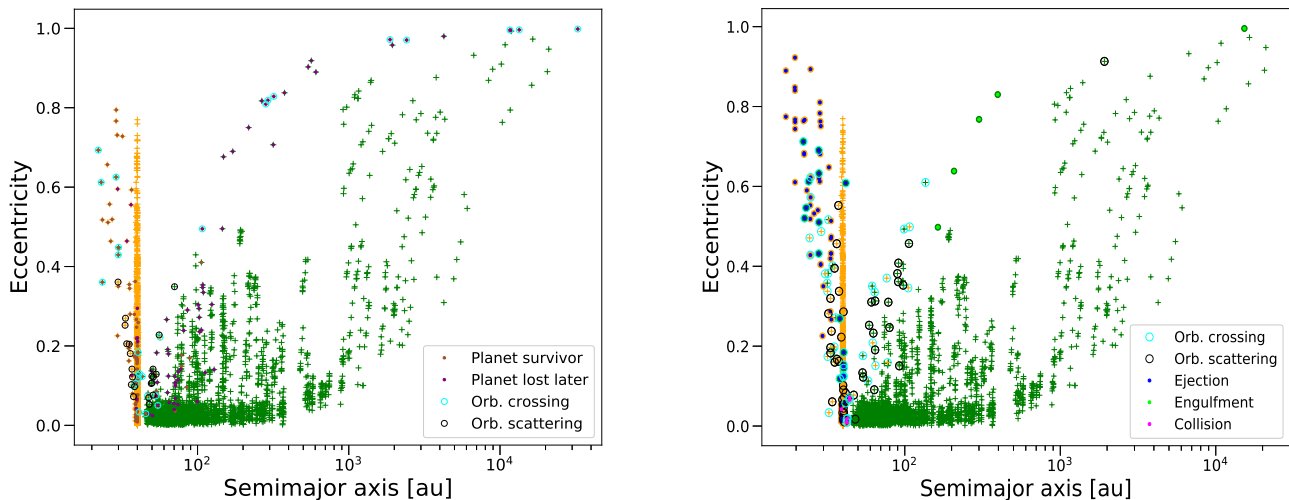 1.0
0.8
0.6
0.4
0.2
0.0
Eccentricity
10² 10³ 10⁴
Semimajor axis [au]
Planet survivor
Planet lost later
Orb. crossing
Orb. scattering
1.0
0.8
0.6
0.4
0.2
0.0
Eccentricity
10² 10³ 10⁴
Semimajor axis [au]
Orb. crossing
Orb. scattering
Ejection
Engulfment
Collision